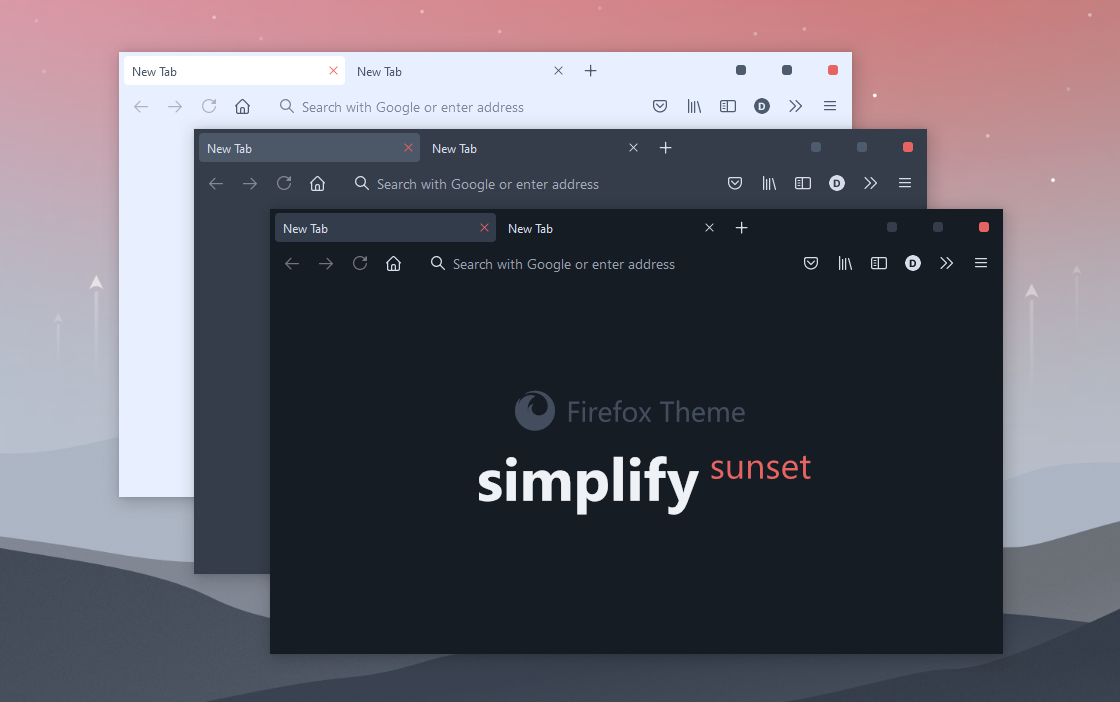 New Tab New Tab
Search with Google or enter address D
New Tab New Tab
Search with Google or enter address D
New Tab New Tab
Search with Google or enter address D
Firefox Theme
simplify sunset